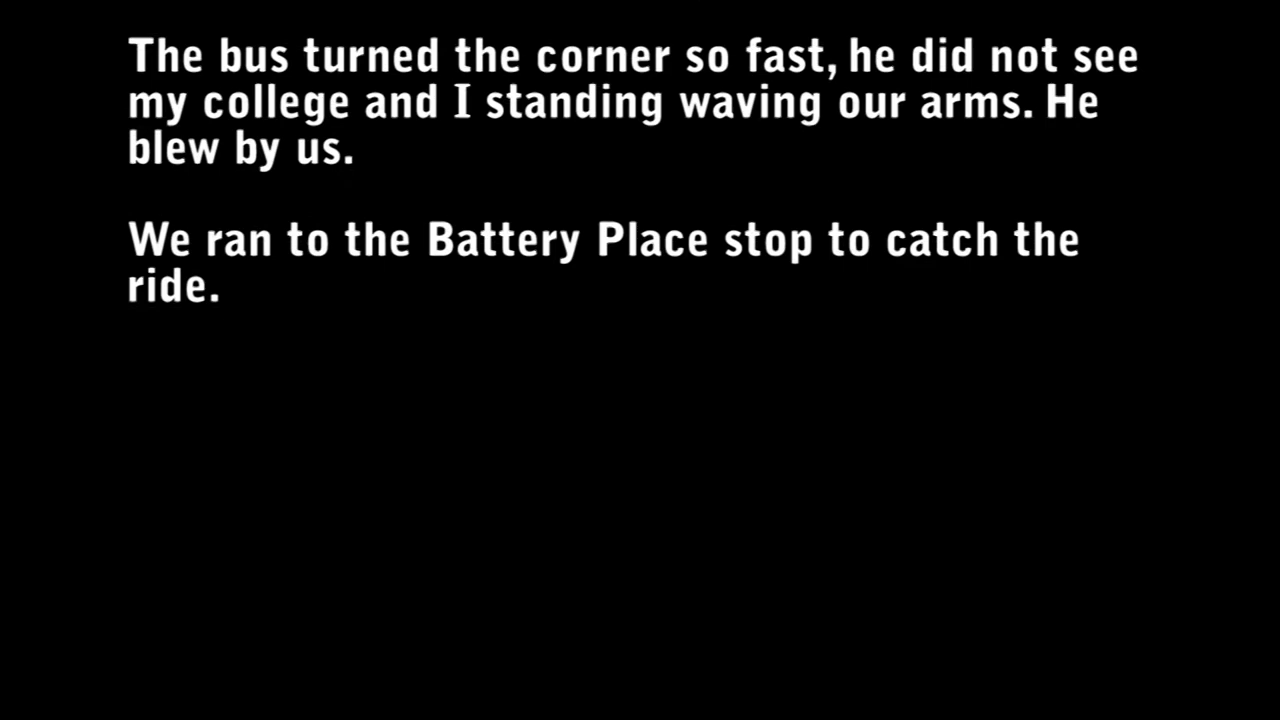 The bus turned the corner so fast, he did not see
my college and I standing waving our arms. He
blew by us.
We ran to the Battery Place stop to catch the
ride.